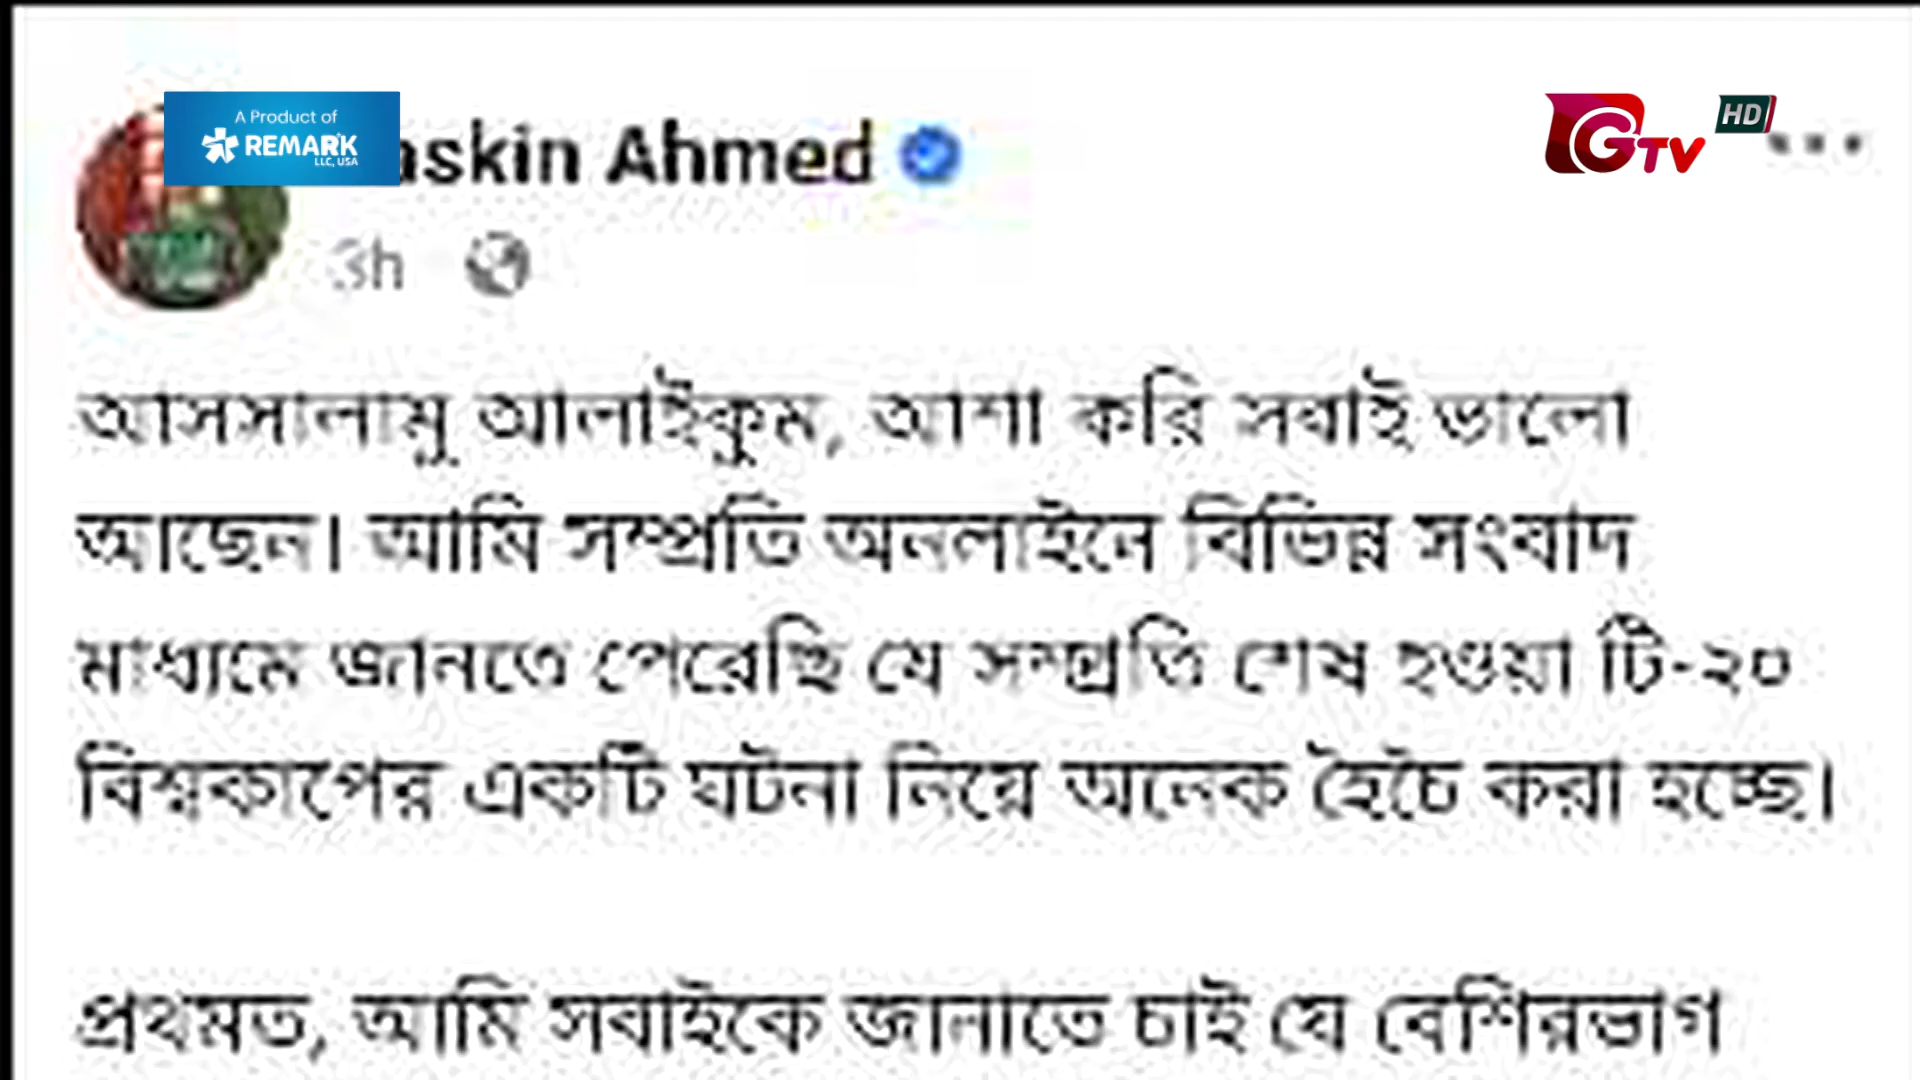 A Product of
REMARK
LLC, USA
askin Ahmed
GTV
HD
3h
আসসালামু আলাইকুম, আশা করি সবাই ভালো
আছেন। আমি সম্প্রতি অনলাইনে বিভিন্ন সংবাদ
মাধ্যমে জানতে পেরেছি যে সম্প্রতি শেষ হওয়া টি-২০
বিশ্বকাপের একটি ঘটনা নিয়ে অনেক হৈচৈ করা হচ্ছে।
প্রথমত, আমি সবাইকে জানাতে চাই যে বেশিরভাগ